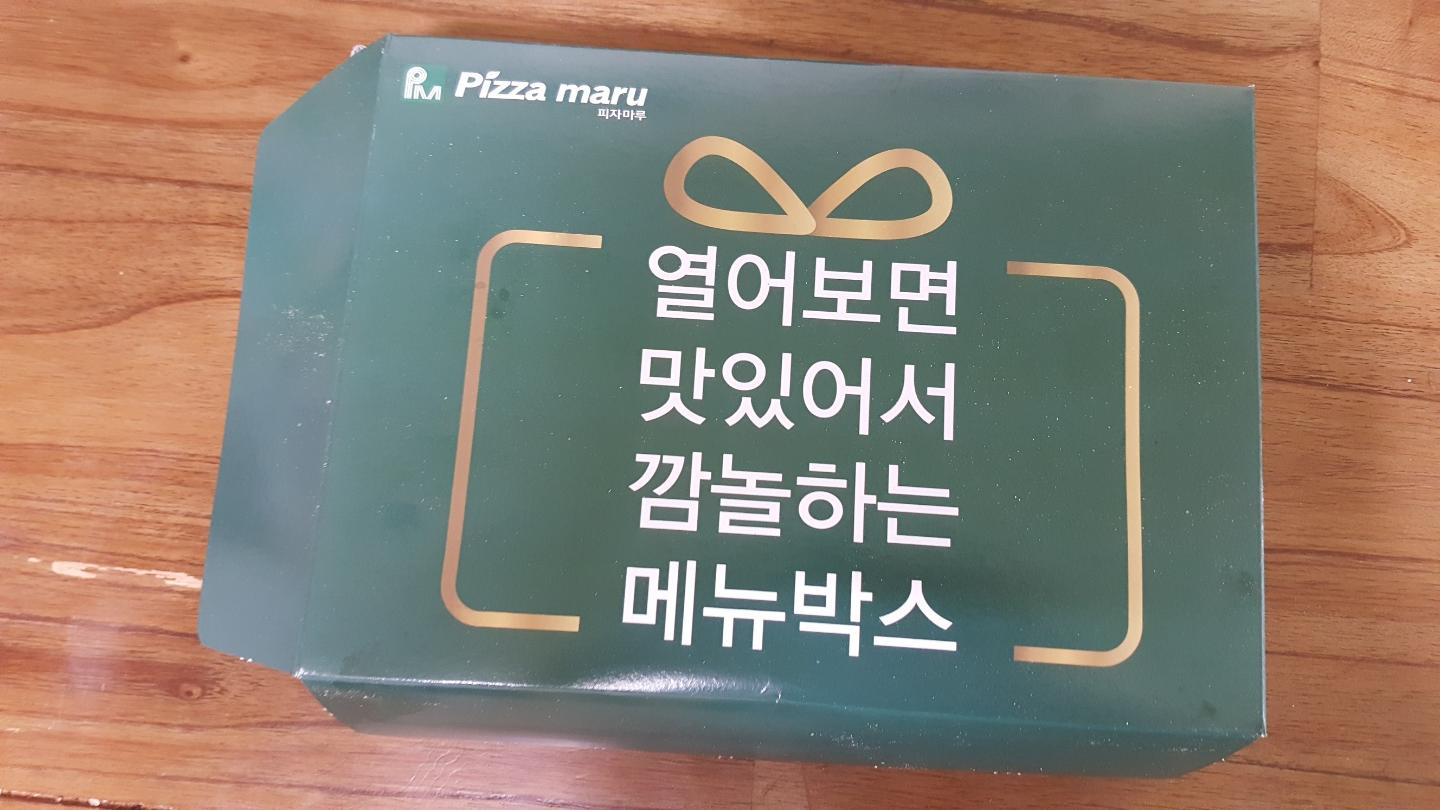 PM Pizza maru
피자마루
열어보면
맛있어서
깜놀하는
메뉴박스